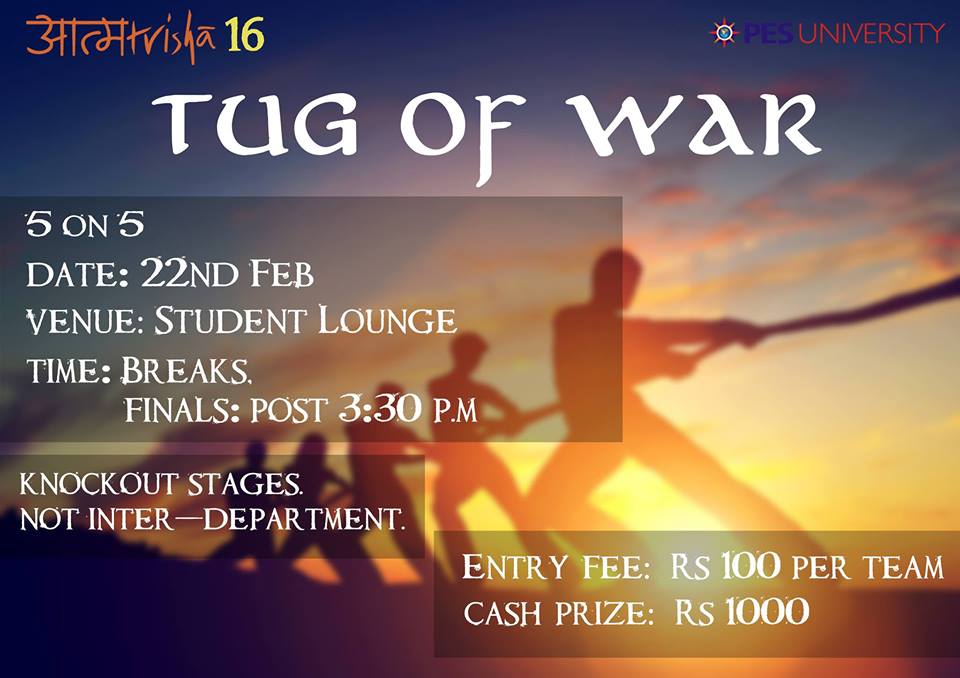 आत्मatrishā 16
PES UNIVERSITY
TUG OF WAR
5 ON 5
DATE: 22ND FEB
VENUE: STUDENT LOUNGE
TIME: BREAKS,
FINALS: POST 3:30 P.M
KNOCKOUT STAGES.
NOT INTER—DEPARTMENT.
ENTRY FEE: RS 100 PER TEAM
CASH PRIZE: RS 1000